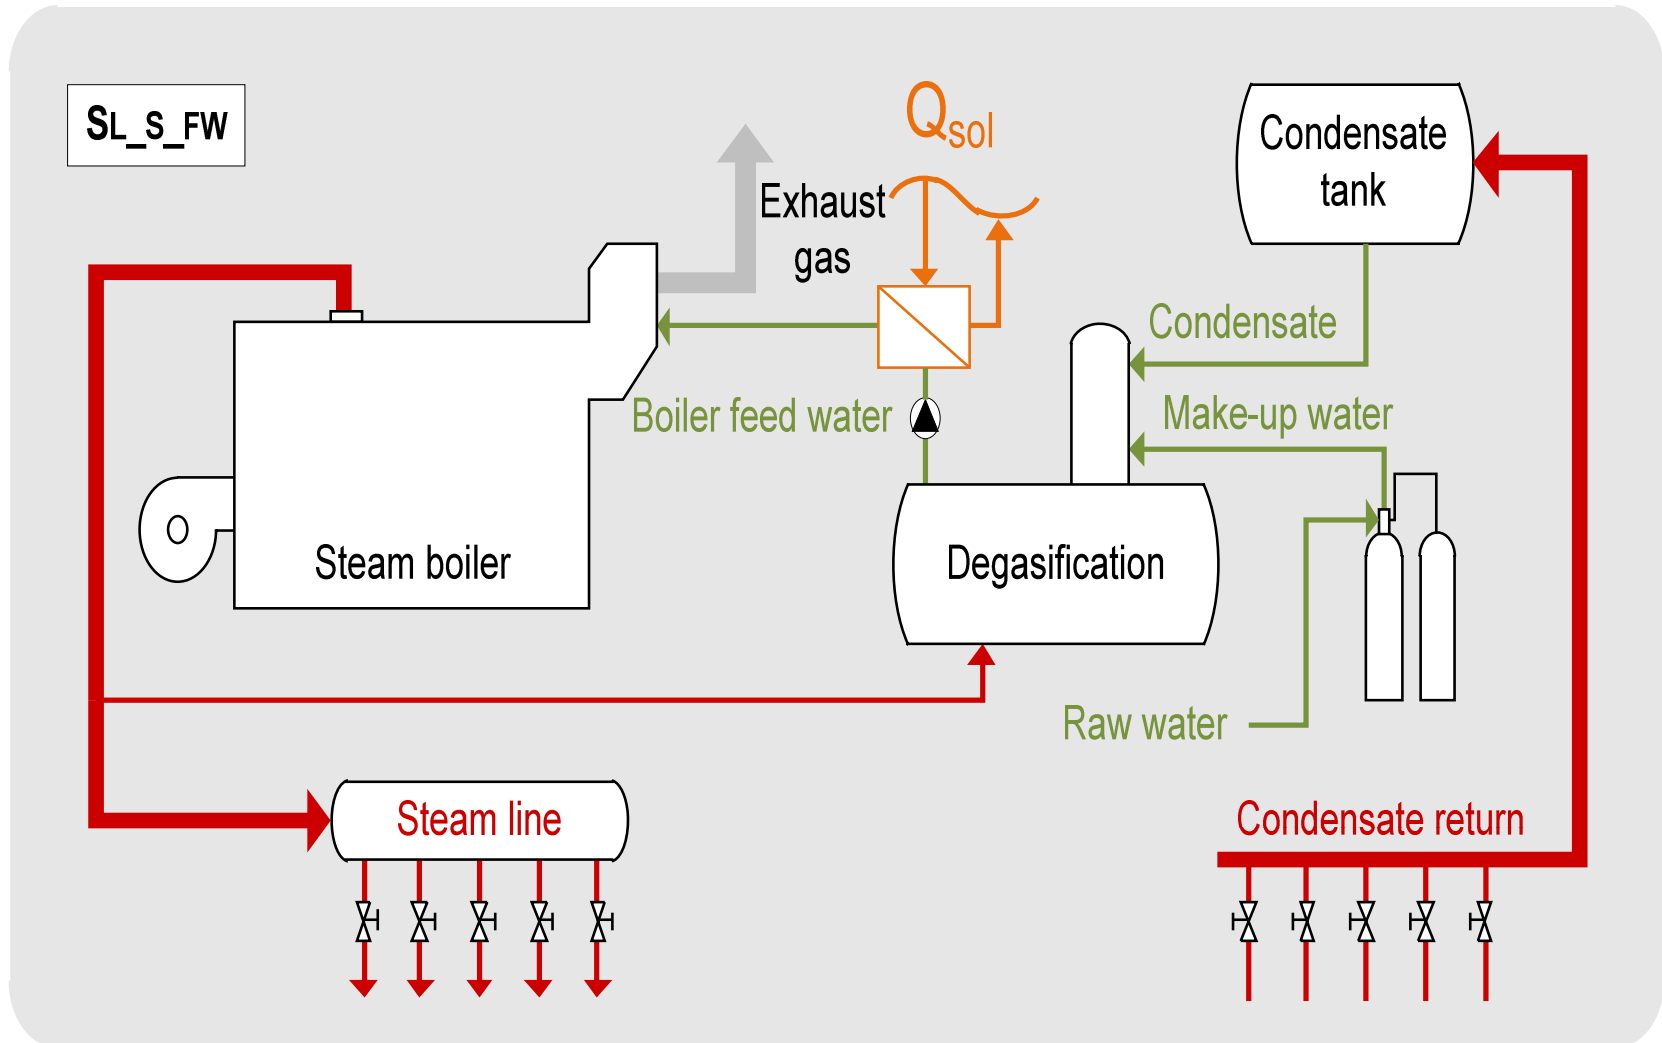 SL_S_FW
Qsol
Condensate
tank
Exhaust
gas
Condensate
Boiler feed water
Make-up water
Steam boiler
Degasification
Raw water
Steam line
Condensate return